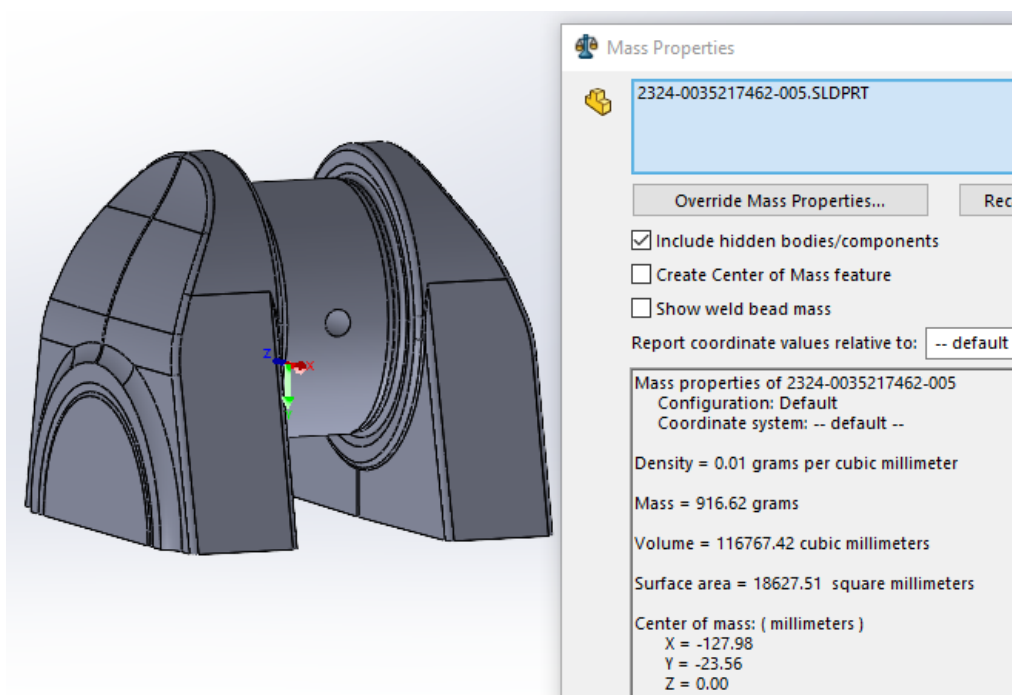 Mass Properties
2324-0035217462-005.SLDPRT
Override Mass Properties...
Rec
Include hidden bodies/components
Create Center of Mass feature
Show weld bead mass
Report coordinate values relative to: -- default
Mass properties of 2324-0035217462-005
Configuration: Default
Coordinate system: -- default --
Density = 0.01 grams per cubic millimeter
Mass = 916.62 grams
Volume = 116767.42 cubic millimeters
Surface area = 18627.51 square millimeters
Center of mass: ( millimeters )
X = -127.98
Y = -23.56
Z = 0.00
Z
X